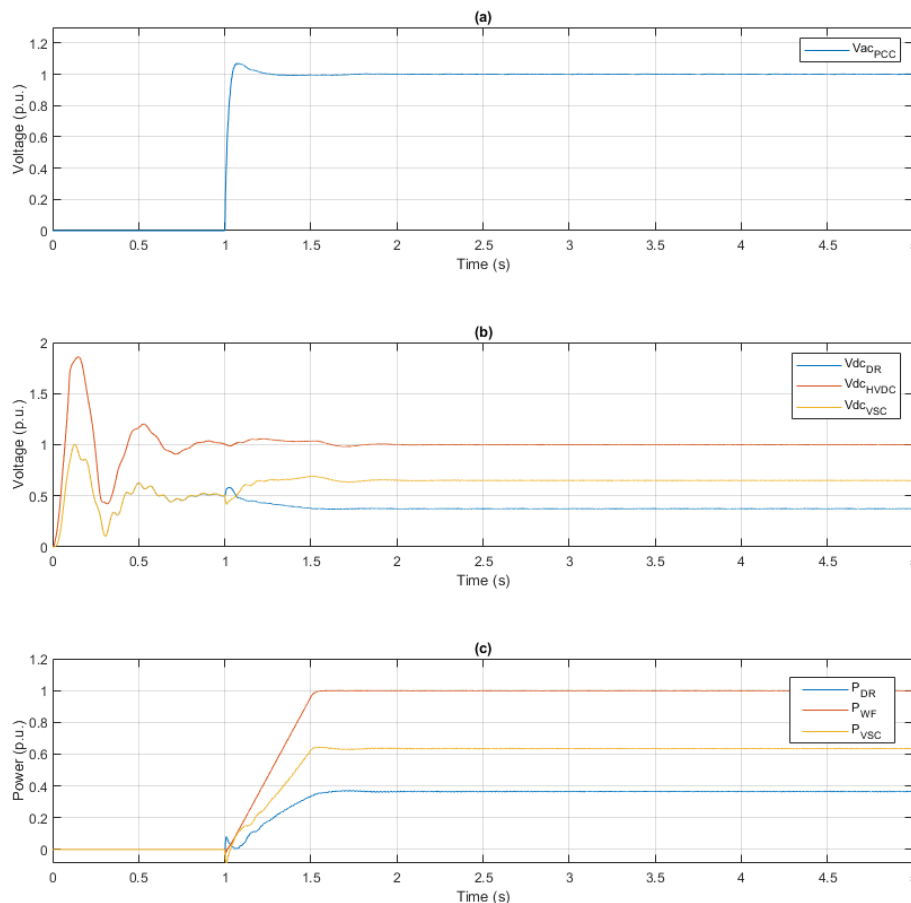 (a)
Voltage (p.u.)
1.2
1
0.8
0.6
0.4
0.2
0
Vac_PCC
0 0.5 1 1.5 2 2.5 3 3.5 4 4.5 5
Time (s)
(b)
Voltage (p.u.)
2
1.5
1
0.5
0
Vdc_DR
Vdc_HVDC
Vdc_VSC
0 0.5 1 1.5 2 2.5 3 3.5 4 4.5 5
Time (s)
(c)
Power (p.u.)
1.2
1
0.8
0.6
0.4
0.2
0
P_DR
P_WF
P_VSC
0 0.5 1 1.5 2 2.5 3 3.5 4 4.5 5
Time (s)